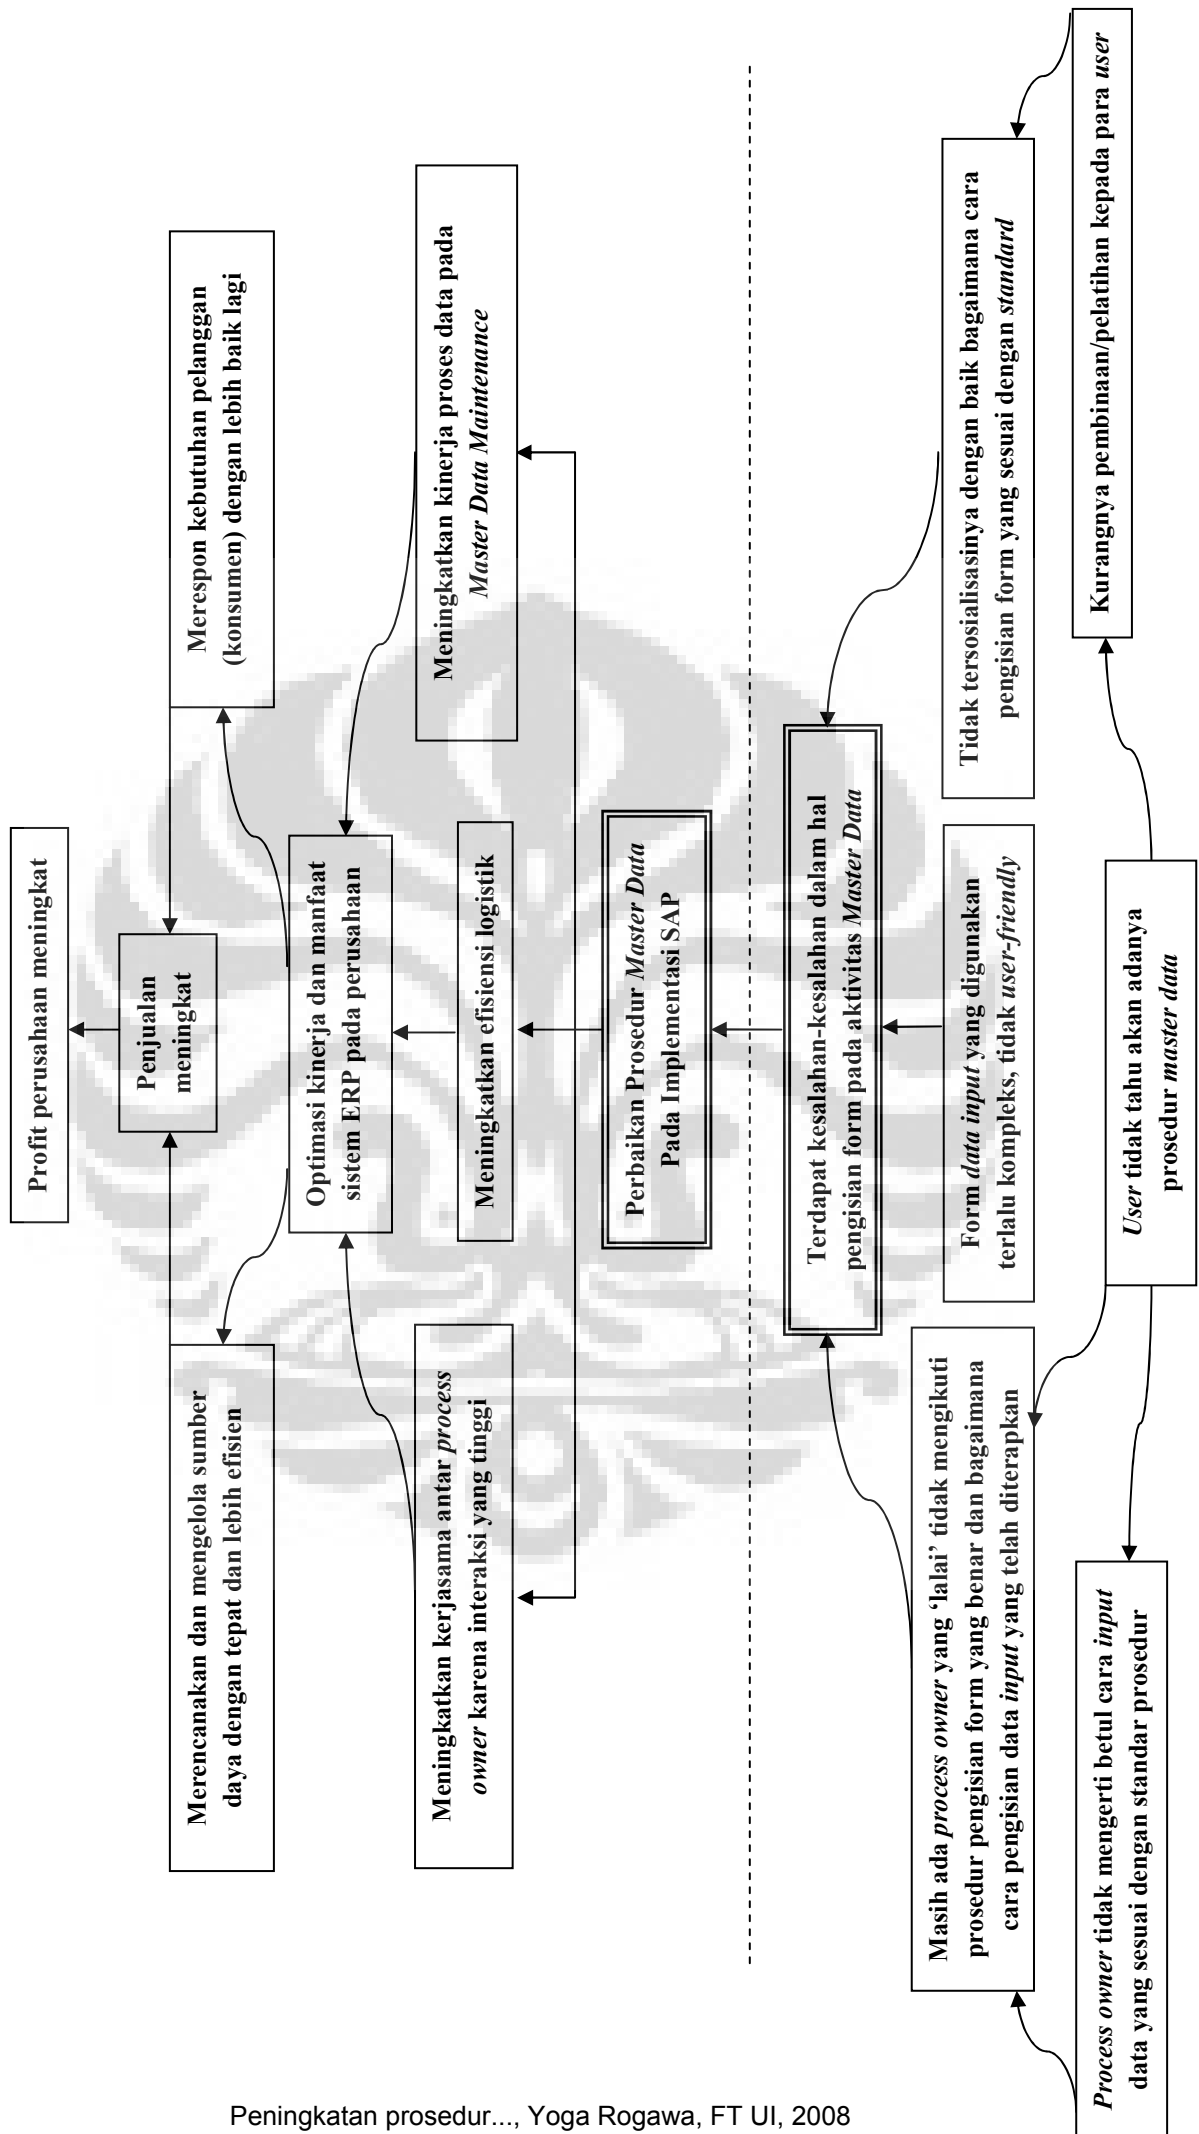 Profit perusahaan meningkat
Penjualan
meningkat
Merencanakan dan mengelola sumber
daya dengan tepat dan lebih efisien
Merespon kebutuhan pelanggan
(konsumen) dengan lebih baik lagi
Optimasi kinerja dan manfaat
sistem ERP pada perusahaan
Meningkatkan kerjasama antar process
owner karena interaksi yang tinggi
Meningkatkan efisiensi logistik
Meningkatkan kinerja proses data pada
Master Data Maintenance
Perbaikan Prosedur Master Data
Pada Implementasi SAP
Terdapat kesalahan-kesalahan dalam hal
pengisian form pada aktivitas Master Data
Masih ada process owner yang ‘lalai’ tidak mengikuti
prosedur pengisian form yang benar dan bagaimana
cara pengisian data input yang telah diterapkan
Form data input yang digunakan
terlalu kompleks, tidak user-friendly
Tidak tersosialisasinya dengan baik bagaimana cara
pengisian form yang sesuai dengan standard
Process owner tidak mengerti betul cara input
data yang sesuai dengan standar prosedur
User tidak tahu akan adanya
prosedur master data
Kurangnya pembinaan/pelatihan kepada para user
Peningkatan prosedur..., Yoga Rogawa, FT UI, 2008